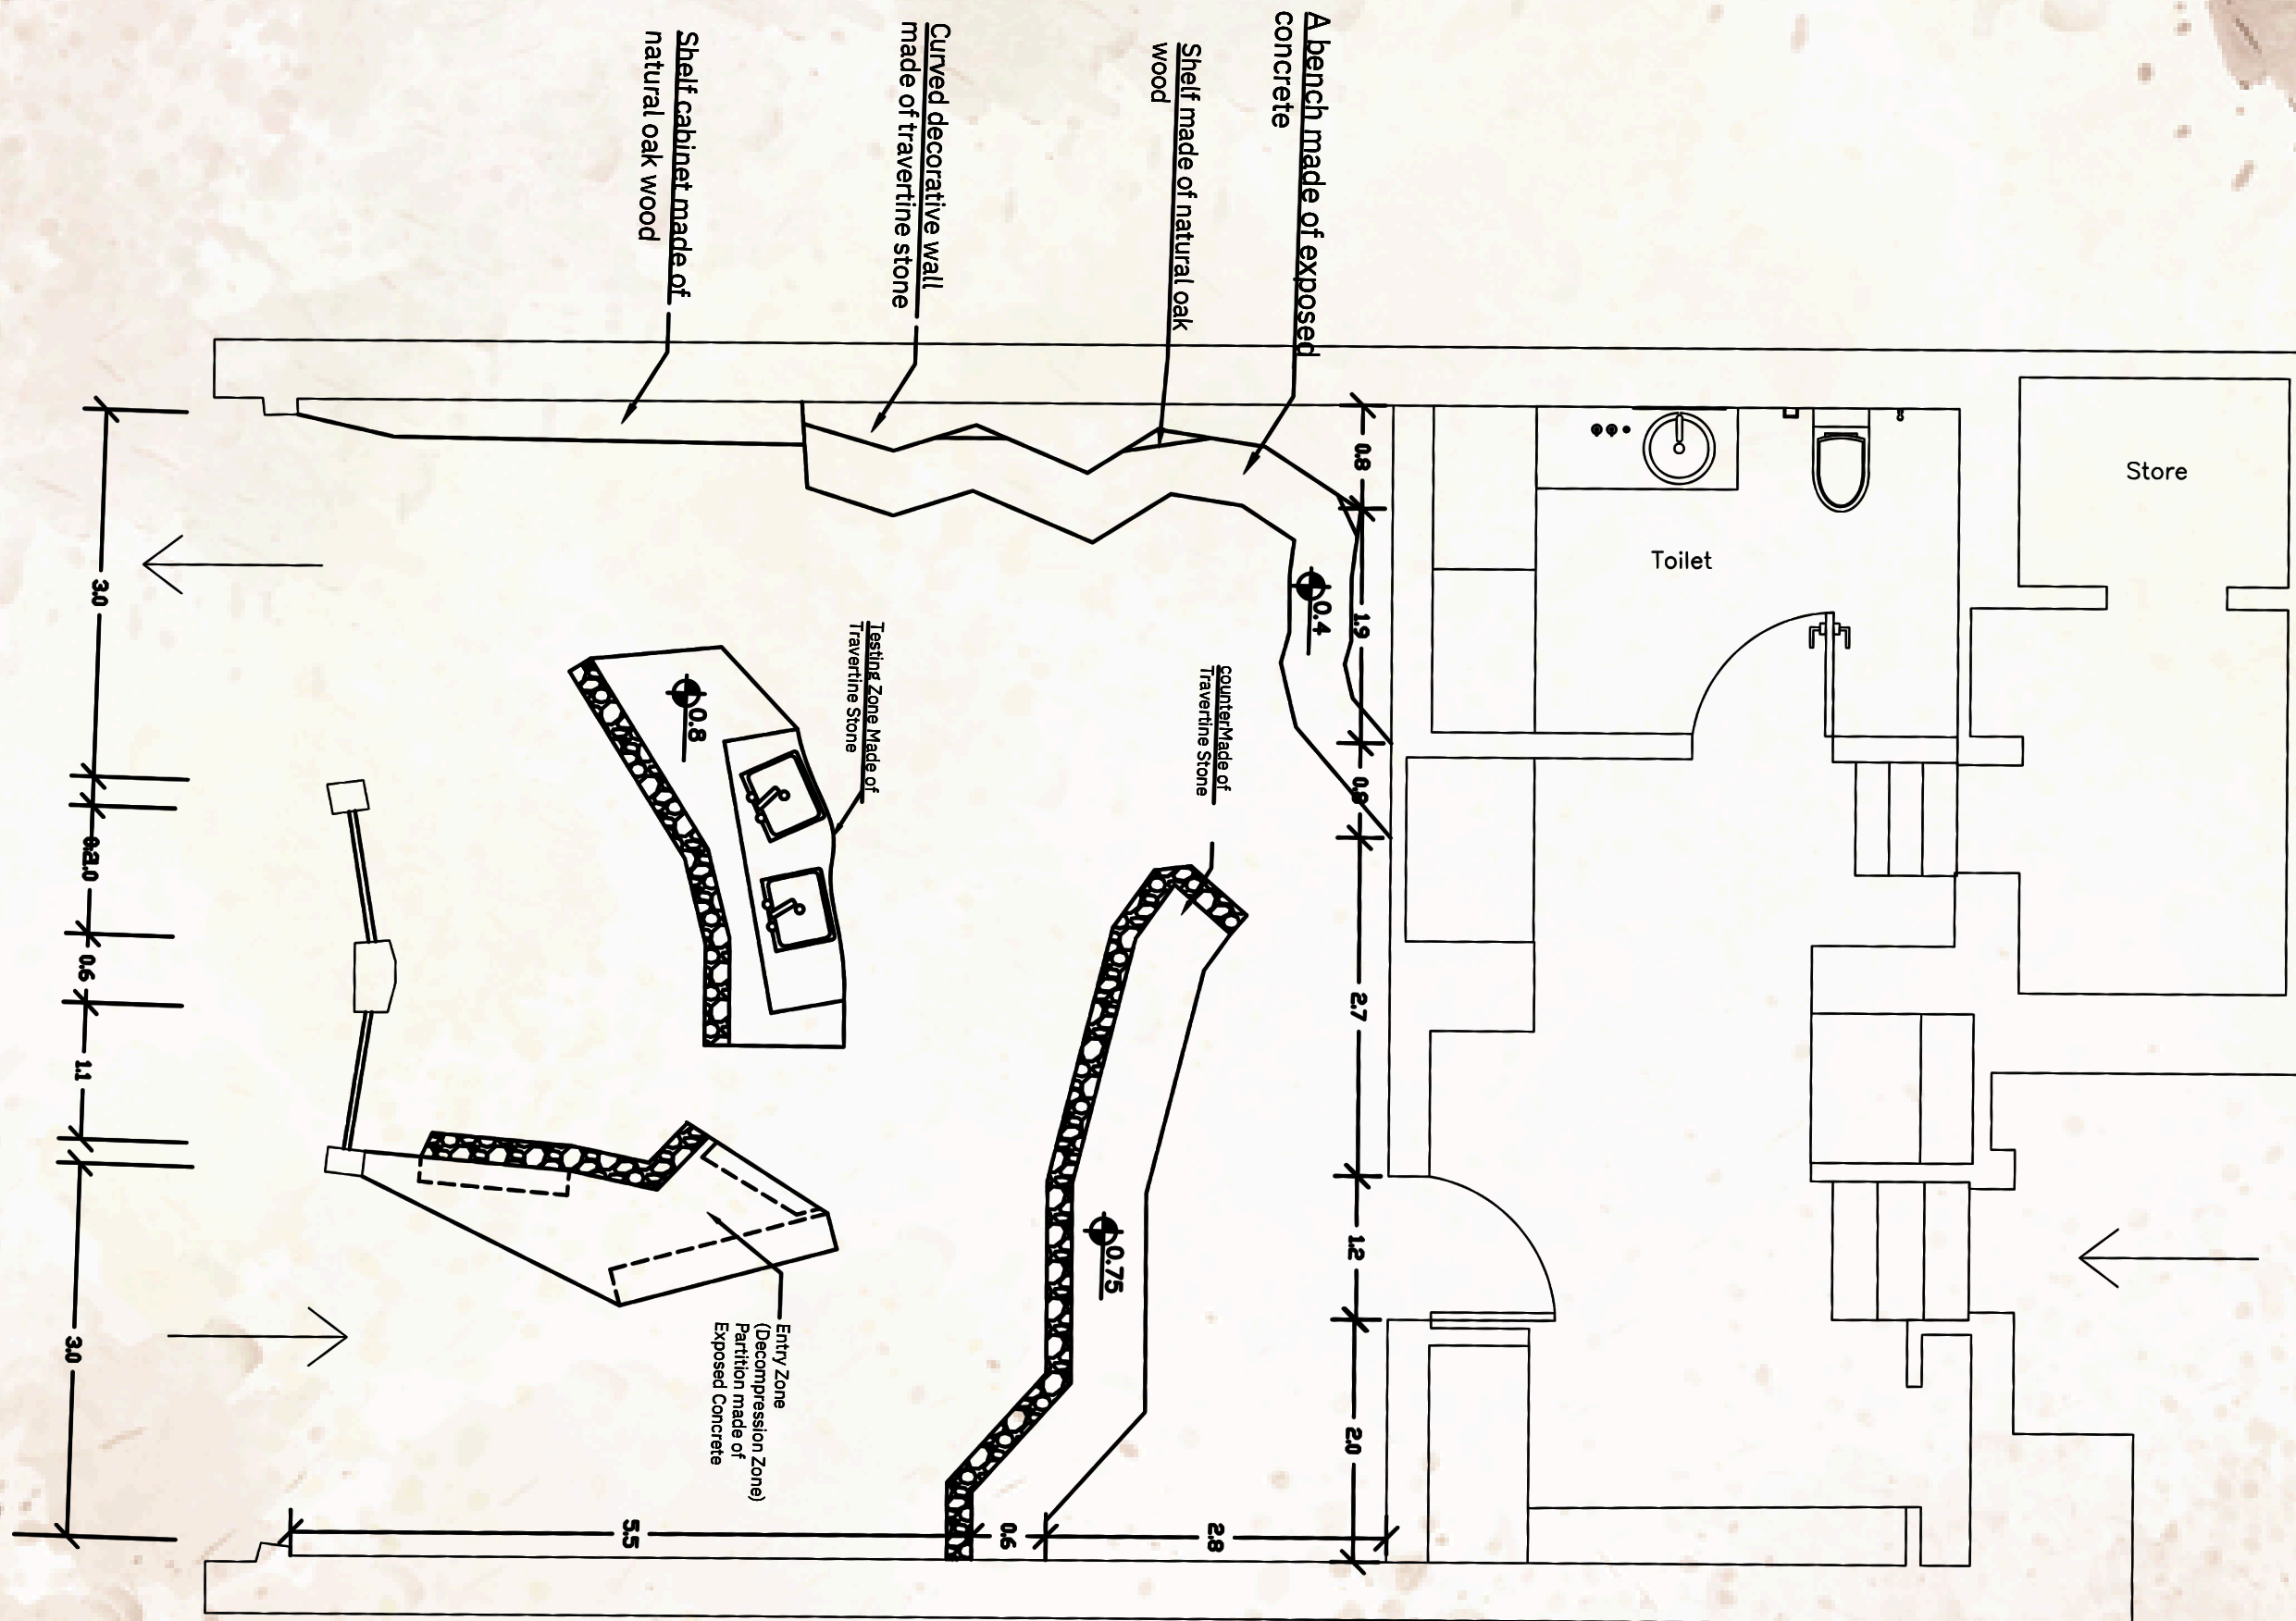 Shelf cabinet made of
natural oak wood
Curved decorative wall
made of travertine stone
Shelf made of natural oak
wood
A bench made of exposed
concrete
Store
Toilet
Testing Zone Made of
Travertine Stone
counterMade of
Travertine Stone
Entry Zone
(Decompression Zone)
Partition made of
Exposed Concrete
0.8
0.4
0.75
0.8
1.9
2.7
1.2
2.0
3.0
0.6
1.1
3.0
5.5
0.6
2.8